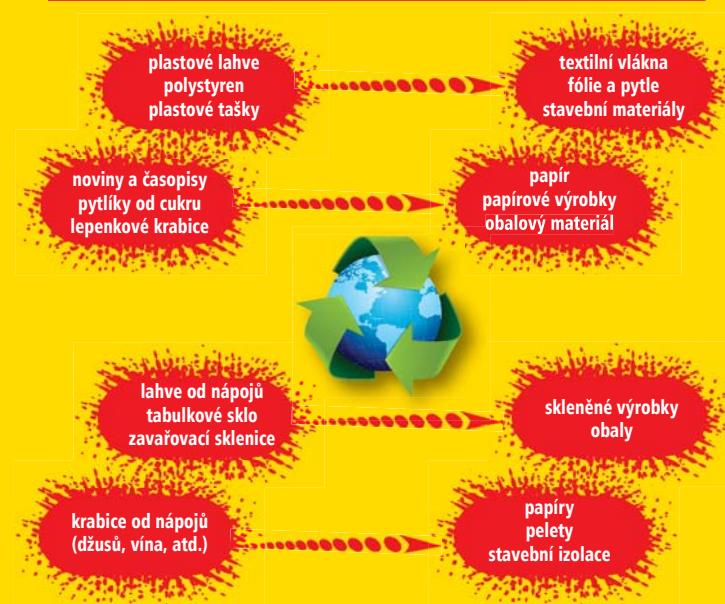 plastové lahve
polystyren
plastové tašky
textilní vlákna
fólie a pytle
stavební materiály
noviny a časopisy
pytlíky od cukru
lepenkové krabice
papír
papírové výrobky
obalový materiál
lahve od nápojů
tabulkové sklo
zavařovací sklenice
skleněné výrobky
obaly
krabice od nápojů
(džusů, vína, atd.)
papíry
pelety
stavební izolace